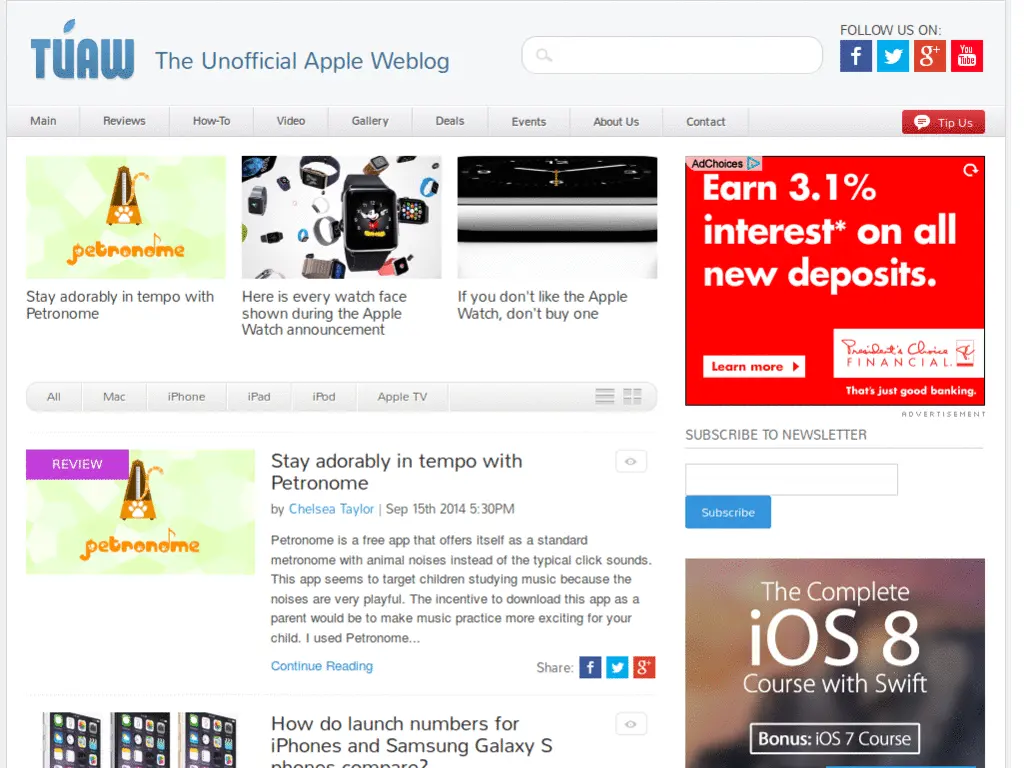 TUAW
The Unofficial Apple Weblog
FOLLOW US ON:
f
g+
You
Tube
Main
Reviews
How-To
Video
Gallery
Deals
Events
About Us
Contact
Tip Us
petronome
Stay adorably in tempo with
Petronome
Here is every watch face
shown during the Apple
Watch announcement
If you don't like the Apple
Watch, don't buy one
AdChoices
Earn 3.1%
interest* on all
new deposits.
Learn more
President's Choice
FINANCIAL
That's just good banking.
ADVERTISEMENT
All
Mac
iPhone
iPad
iPod
Apple TV
SUBSCRIBE TO NEWSLETTER
Subscribe
REVIEW
petronome
Stay adorably in tempo with
Petronome
by Chelsea Taylor | Sep 15th 2014 5:30PM
Petronome is a free app that offers itself as a standard
metronome with animal noises instead of the typical click sounds.
This app seems to target children studying music because the
noises are very playful. The incentive to download this app as a
parent would be to make music practice more exciting for your
child. I used Petronome...
Continue Reading
Share:
f
g+
The Complete
iOS 8
Course with Swift
Bonus: iOS 7 Course
How do launch numbers for
iPhones and Samsung Galaxy S
phones compare?